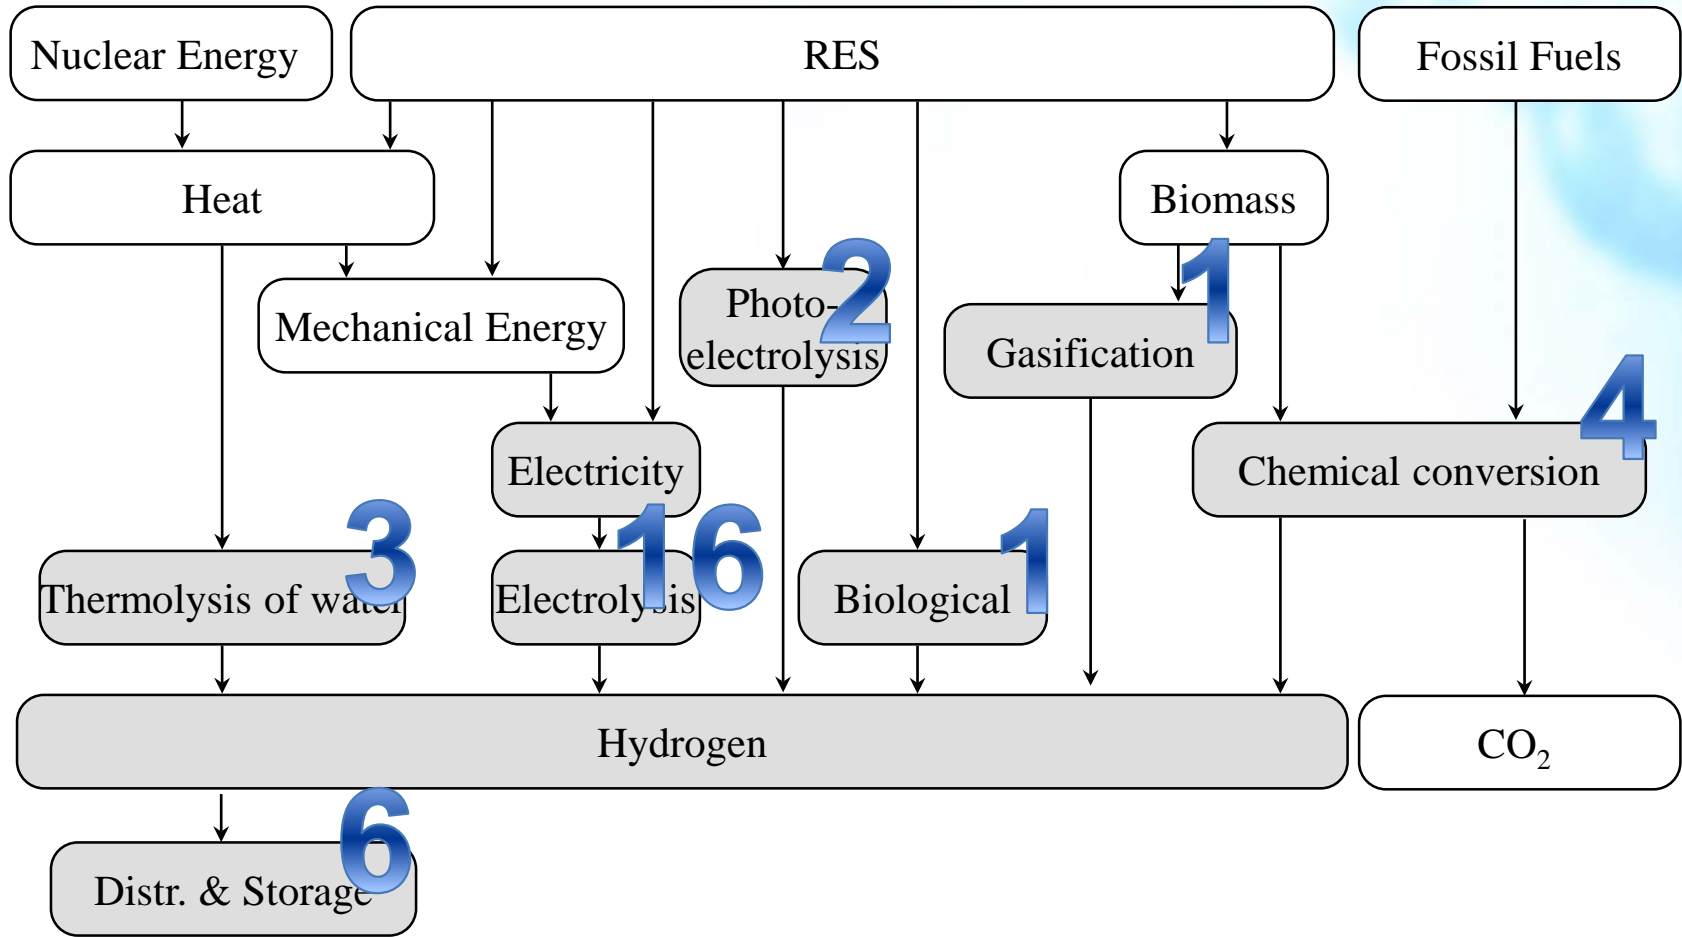 Nuclear Energy
RES
Fossil Fuels
Heat
Biomass
Mechanical Energy
Photo-
electrolysis
2
Gasification
1
Electricity
Chemical conversion
4
Thermolysis of water
3
Electrolysis
16
Biological
1
Hydrogen
CO₂
Distr. & Storage
6